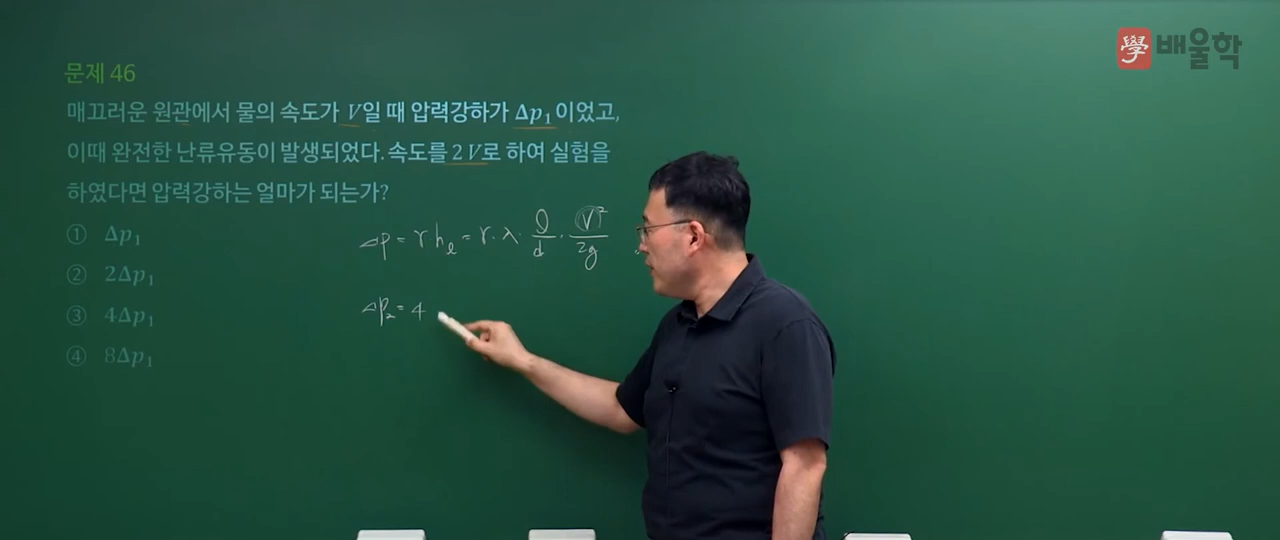 學 배울학
문제 46
매끄러운 원관에서 물의 속도가 V일 때 압력강하가 Δp₁이었고,
이때 완전한 난류유동이 발생되었다. 속도를 2V로 하여 실험을
하였다면 압력강하는 얼마가 되는가?
① Δp₁
② 2Δp₁
③ 4Δp₁
④ 8Δp₁
ΔP = γ h_ℓ = γ · λ · ℓ/d · V²/2g
ΔP₂ = 4